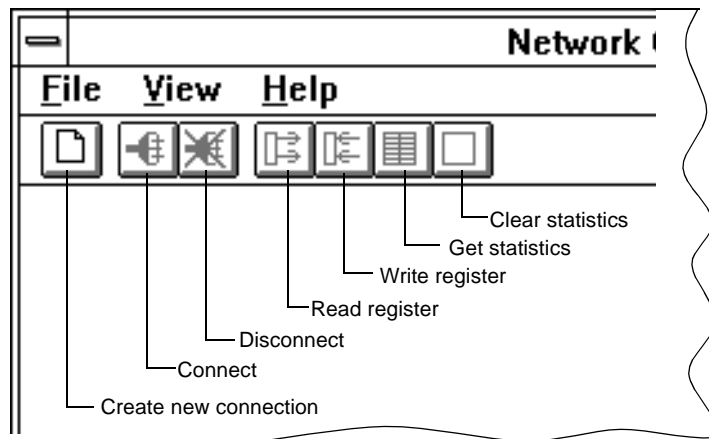 Network
File View Help
Clear statistics
Get statistics
Write register
Read register
Disconnect
Connect
Create new connection